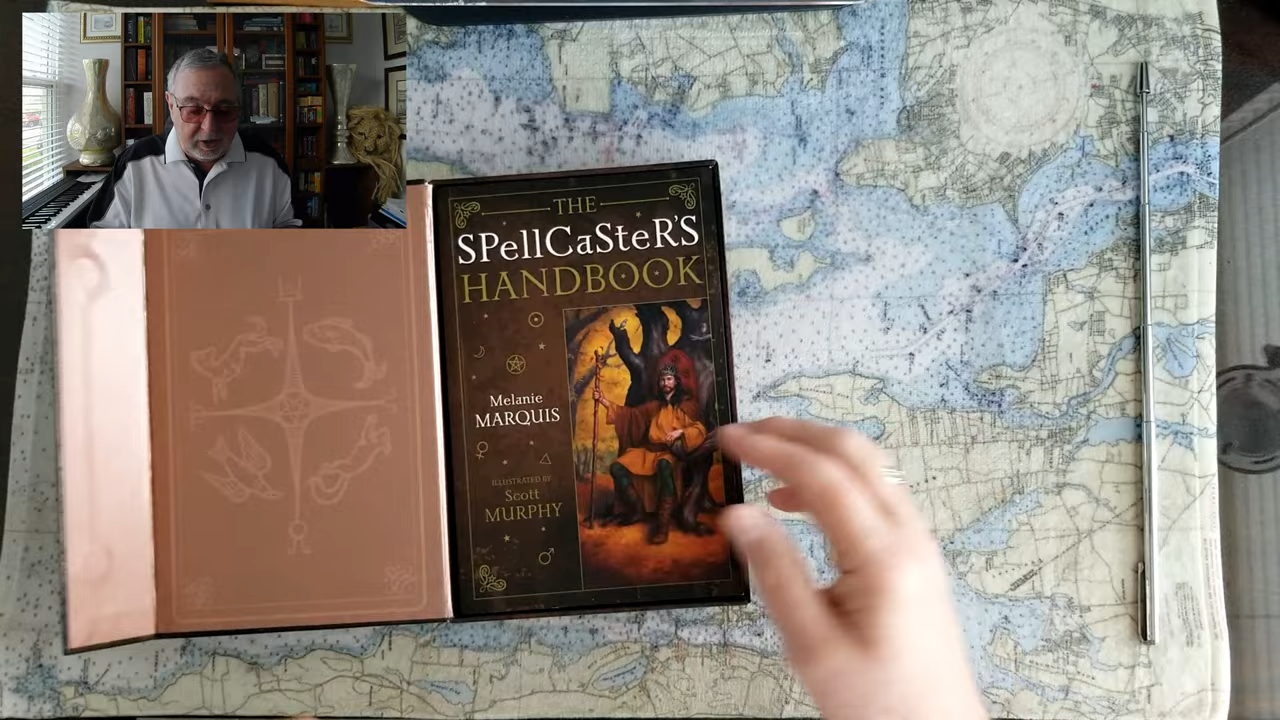 THE
SPellCaSteR'S
HANDBOOK
Melanie
MARQUIS
ILLUSTRATED BY
Scott
MURPHY